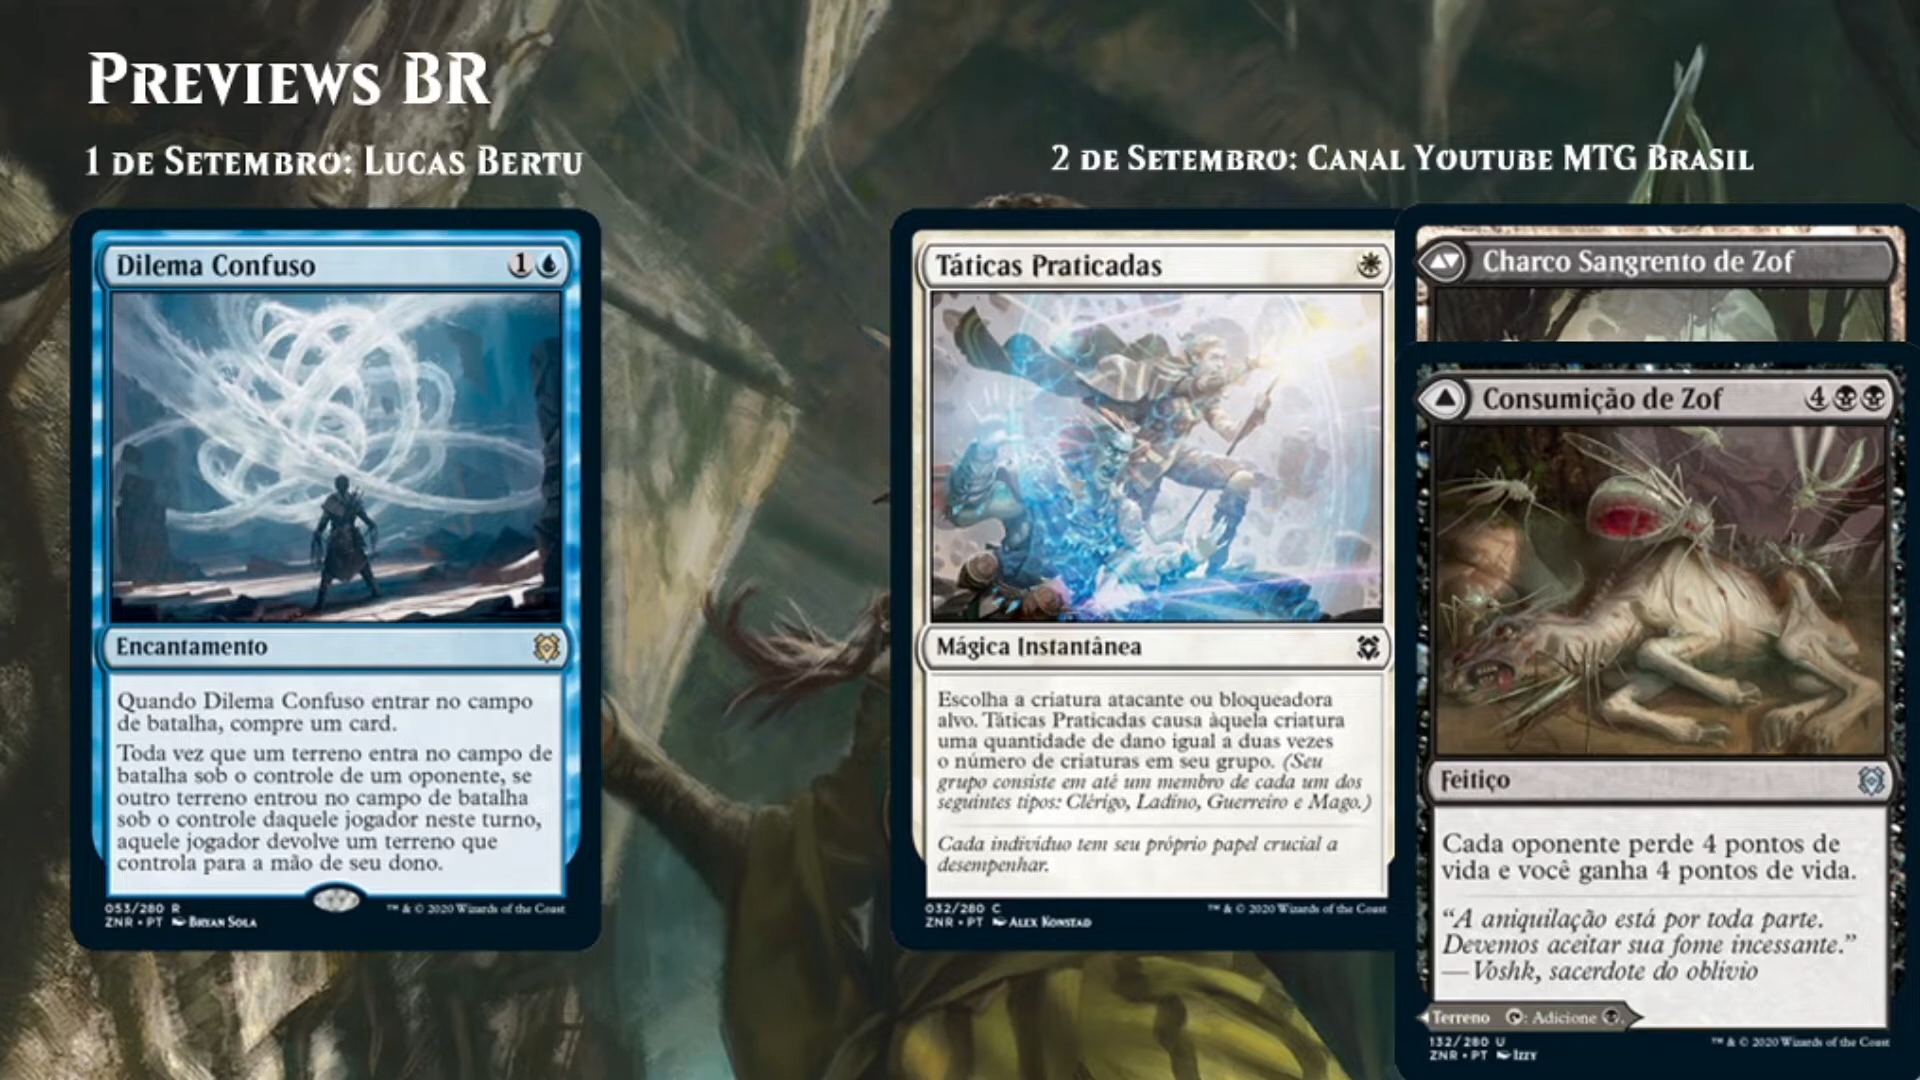 Previews BR
1 de Setembro: Lucas Bertu
2 de Setembro: Canal Youtube MTG Brasil
Dilema Confuso
1
Encantamento
Quando Dilema Confuso entrar no campo
de batalha, compre um card.
Toda vez que um terreno entra no campo de
batalha sob o controle de um oponente, se
outro terreno entrou no campo de batalha
sob o controle daquele jogador neste turno,
aquele jogador devolve um terreno que
controla para a mão de seu dono.
053/280 R
ZNR • PT Bryan Sola
™ & © 2020 Wizards of the Coast
Táticas Praticadas
Mágica Instantânea
Escolha a criatura atacante ou bloqueadora
alvo. Táticas Praticadas causa àquela criatura
uma quantidade de dano igual a duas vezes
o número de criaturas em seu grupo. (Seu
grupo consiste em até um membro de cada um dos
seguintes tipos: Clérigo, Ladino, Guerreiro e Mago.)
Cada indivíduo tem seu próprio papel crucial a
desempenhar.
032/280 C
ZNR • PT Alex Konstad
™ & © 2020 Wizards of the Coast
Charco Sangrento de Zof
Consumição de Zof
4
Feitiço
Cada oponente perde 4 pontos de
vida e você ganha 4 pontos de vida.
“A aniquilação está por toda parte.
Devemos aceitar sua fome incessante.”
—Voshk, sacerdote do oblívio
Terreno : Adicione .
132/280 U
ZNR • PT Izzy
™ & © 2020 Wizards of the Coast